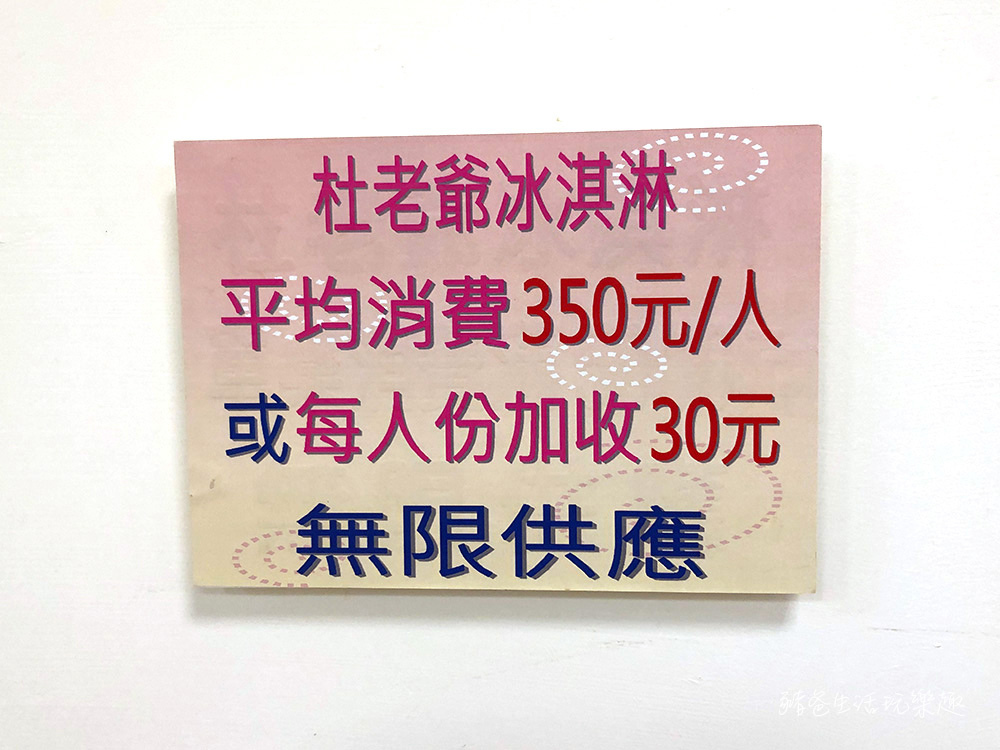 杜老爺冰淇淋
平均消費350元/人
或每人份加收30元
無限供應